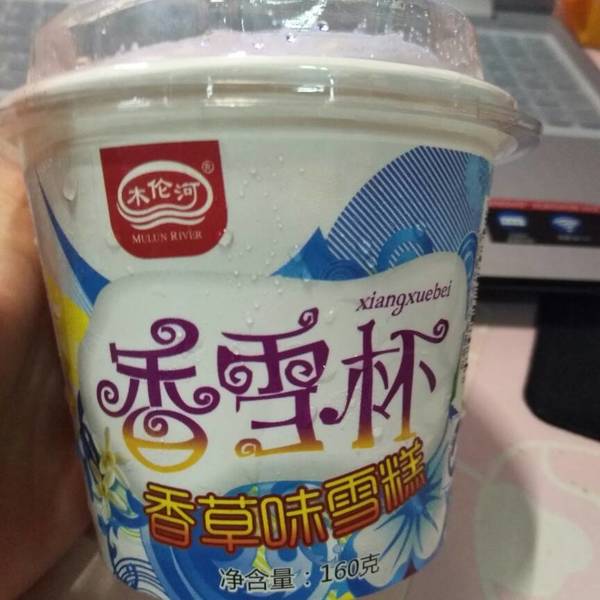 木伦河®
MULUN RIVER
xiangxuebei
香雪杯
香草味雪糕
净含量：160克